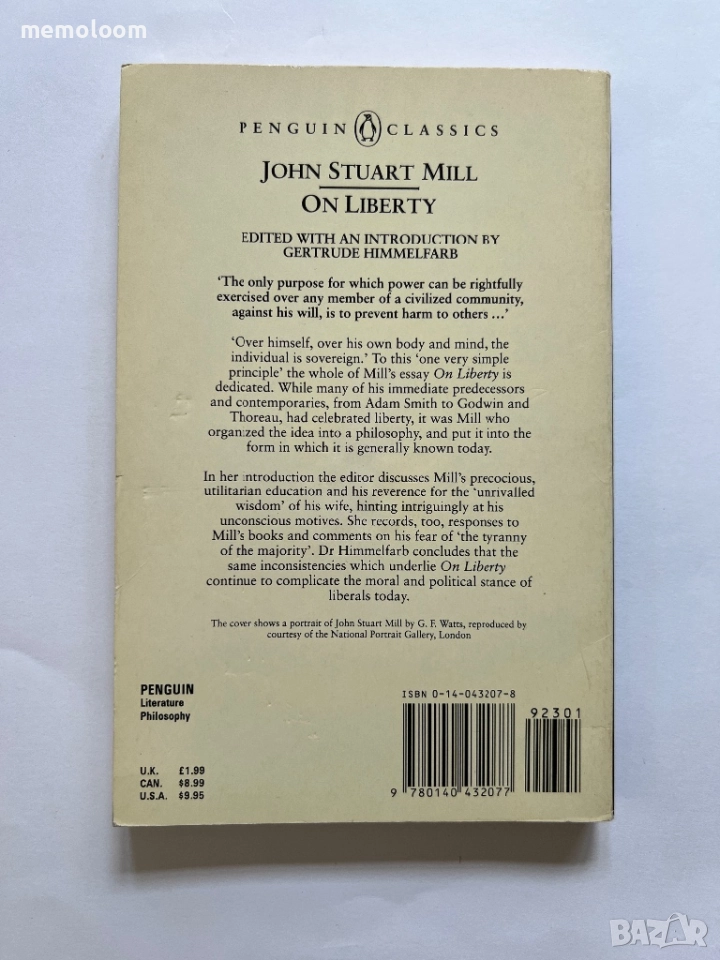 memoloom
PENGUIN CLASSICS
JOHN STUART MILL
ON LIBERTY
EDITED WITH AN INTRODUCTION BY
GERTRUDE HIMMELFARB
‘The only purpose for which power can be rightfully
exercised over any member of a civilized community,
against his will, is to prevent harm to others ...’
‘Over himself, over his own body and mind, the
individual is sovereign.’ To this ‘one very simple
principle’ the whole of Mill’s essay On Liberty is
dedicated. While many of his immediate predecessors
and contemporaries, from Adam Smith to Godwin and
Thoreau, had celebrated liberty, it was Mill who
organized the idea into a philosophy, and put it into the
form in which it is generally known today.
In her introduction the editor discusses Mill’s precocious,
utilitarian education and his reverence for the ‘unrivalled
wisdom’ of his wife, hinting intriguingly at his
unconscious motives. She records, too, responses to
Mill’s books and comments on his fear of ‘the tyranny
of the majority’. Dr Himmelfarb concludes that the
same inconsistencies which underlie On Liberty
continue to complicate the moral and political stance of
liberals today.
The cover shows a portrait of John Stuart Mill by G. F. Watts, reproduced by
courtesy of the National Portrait Gallery, London
PENGUIN
Literature
Philosophy
U.K. £1.99
CAN. $8.99
U.S.A. $9.95
ISBN 0-14-043207-8
92301
9 780140 432077
BAZAR